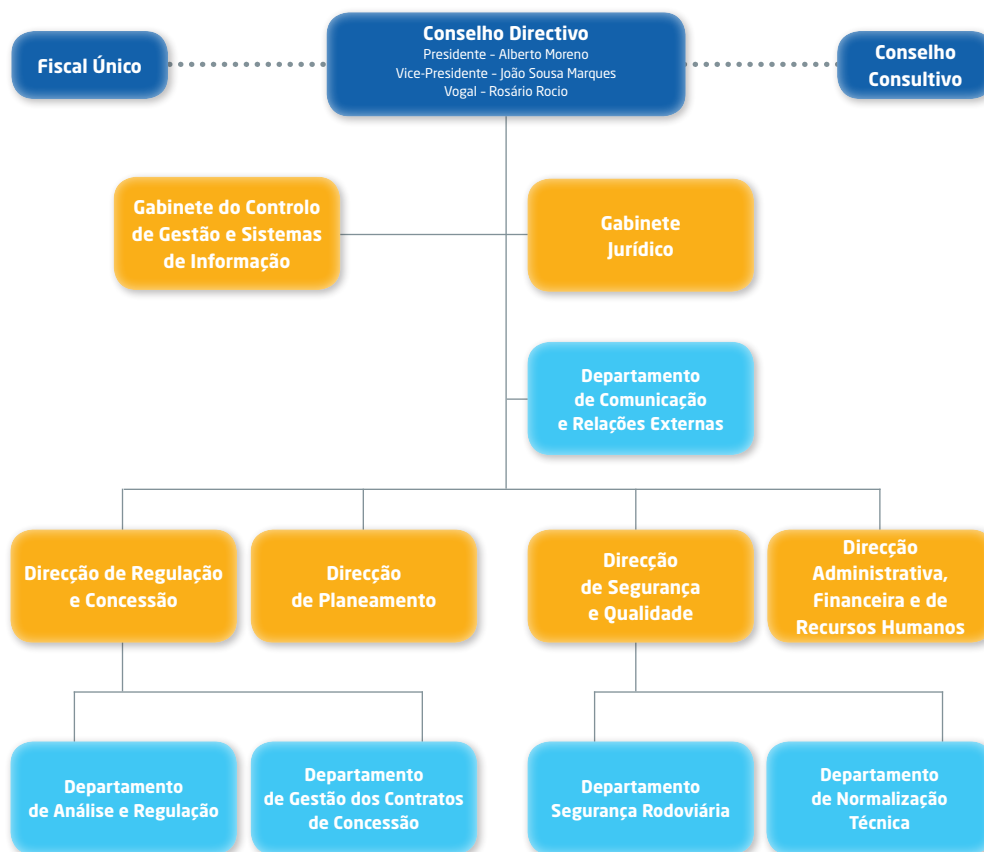 Fiscal Único
Conselho Directivo
Presidente – Alberto Moreno
Vice-Presidente – João Sousa Marques
Vogal – Rosário Rocio
Conselho
Consultivo
Gabinete do Controlo
de Gestão e Sistemas
de Informação
Gabinete
Jurídico
Departamento
de Comunicação
e Relações Externas
Direcção de Regulação
e Concessão
Direcção
de Planeamento
Direcção
de Segurança
e Qualidade
Direcção
Administrativa,
Financeira e de
Recursos Humanos
Departamento
de Análise e Regulação
Departamento
de Gestão dos Contratos
de Concessão
Departamento
Segurança Rodoviária
Departamento
de Normalização
Técnica